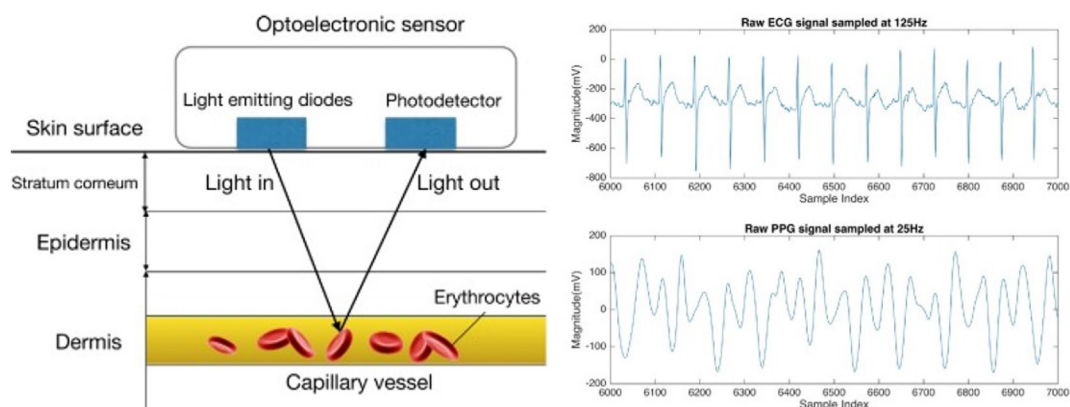 Optoelectronic sensor
Light emitting diodes
Photodetector
Skin surface
Stratum corneum
Light in
Light out
Epidermis
Erythrocytes
Dermis
Capillary vessel
Raw ECG signal sampled at 125Hz
Magnitude(mV)
200
0
-200
-400
-600
-800
6000 6100 6200 6300 6400 6500 6600 6700 6800 6900 7000
Sample Index
Raw PPG signal sampled at 25Hz
Magnitude(mV)
200
100
0
-100
-200
6000 6100 6200 6300 6400 6500 6600 6700 6800 6900 7000
Sample Index